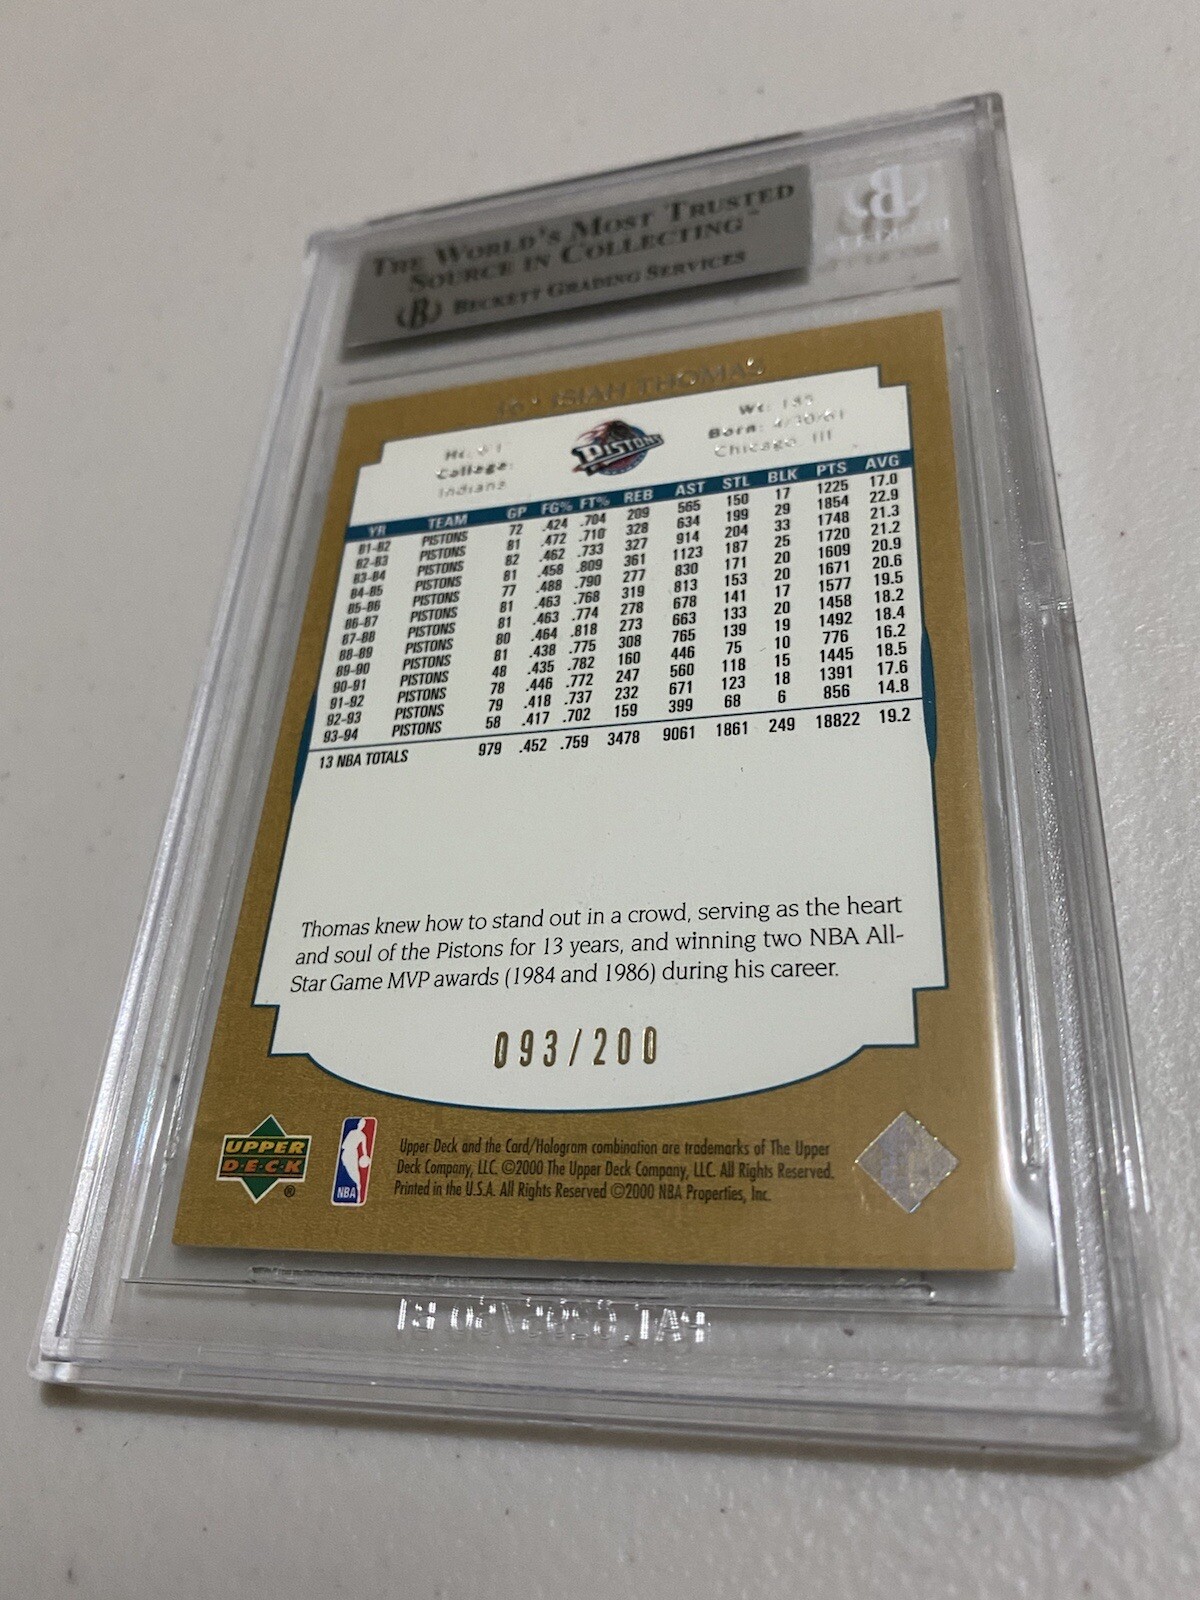 THE WORLD'S MOST TRUSTED
SOURCE IN COLLECTING™
BECKETT GRADING SERVICES
ISIAH THOMAS
Ht: 6-1
College:
Indiana
PISTONS
Wt: 185
Born: 4/30/61
Chicago, Ill
YR TEAM GP FG% FT% REB AST STL BLK PTS AVG
81-82 PISTONS 72 .424 .704 209 565 150 17 1225 17.0
82-83 PISTONS 81 .472 .710 328 634 199 29 1854 22.9
83-84 PISTONS 82 .462 .733 327 914 204 33 1748 21.3
84-85 PISTONS 81 .458 .809 361 1123 187 25 1720 21.2
85-86 PISTONS 77 .488 .790 277 830 171 20 1609 20.9
86-87 PISTONS 81 .463 .768 319 813 153 20 1671 20.6
87-88 PISTONS 81 .463 .774 278 678 141 17 1577 19.5
88-89 PISTONS 80 .464 .818 273 663 133 20 1458 18.2
89-90 PISTONS 81 .438 .775 308 765 139 19 1492 18.4
90-91 PISTONS 48 .435 .782 160 446 75 10 776 16.2
91-92 PISTONS 78 .446 .772 247 560 118 15 1445 18.5
92-93 PISTONS 79 .418 .737 232 671 123 18 1391 17.6
93-94 PISTONS 58 .417 .702 159 399 68 6 856 14.8
13 NBA TOTALS 979 .452 .759 3478 9061 1861 249 18822 19.2
Thomas knew how to stand out in a crowd, serving as the heart
and soul of the Pistons for 13 years, and winning two NBA All-
Star Game MVP awards (1984 and 1986) during his career.
093/200
UPPER
DECK®
NBA
Upper Deck and the Card/Hologram combination are trademarks of The Upper
Deck Company, LLC. ©2000 The Upper Deck Company, LLC. All Rights Reserved.
Printed in the U.S.A. All Rights Reserved ©2000 NBA Properties, Inc.